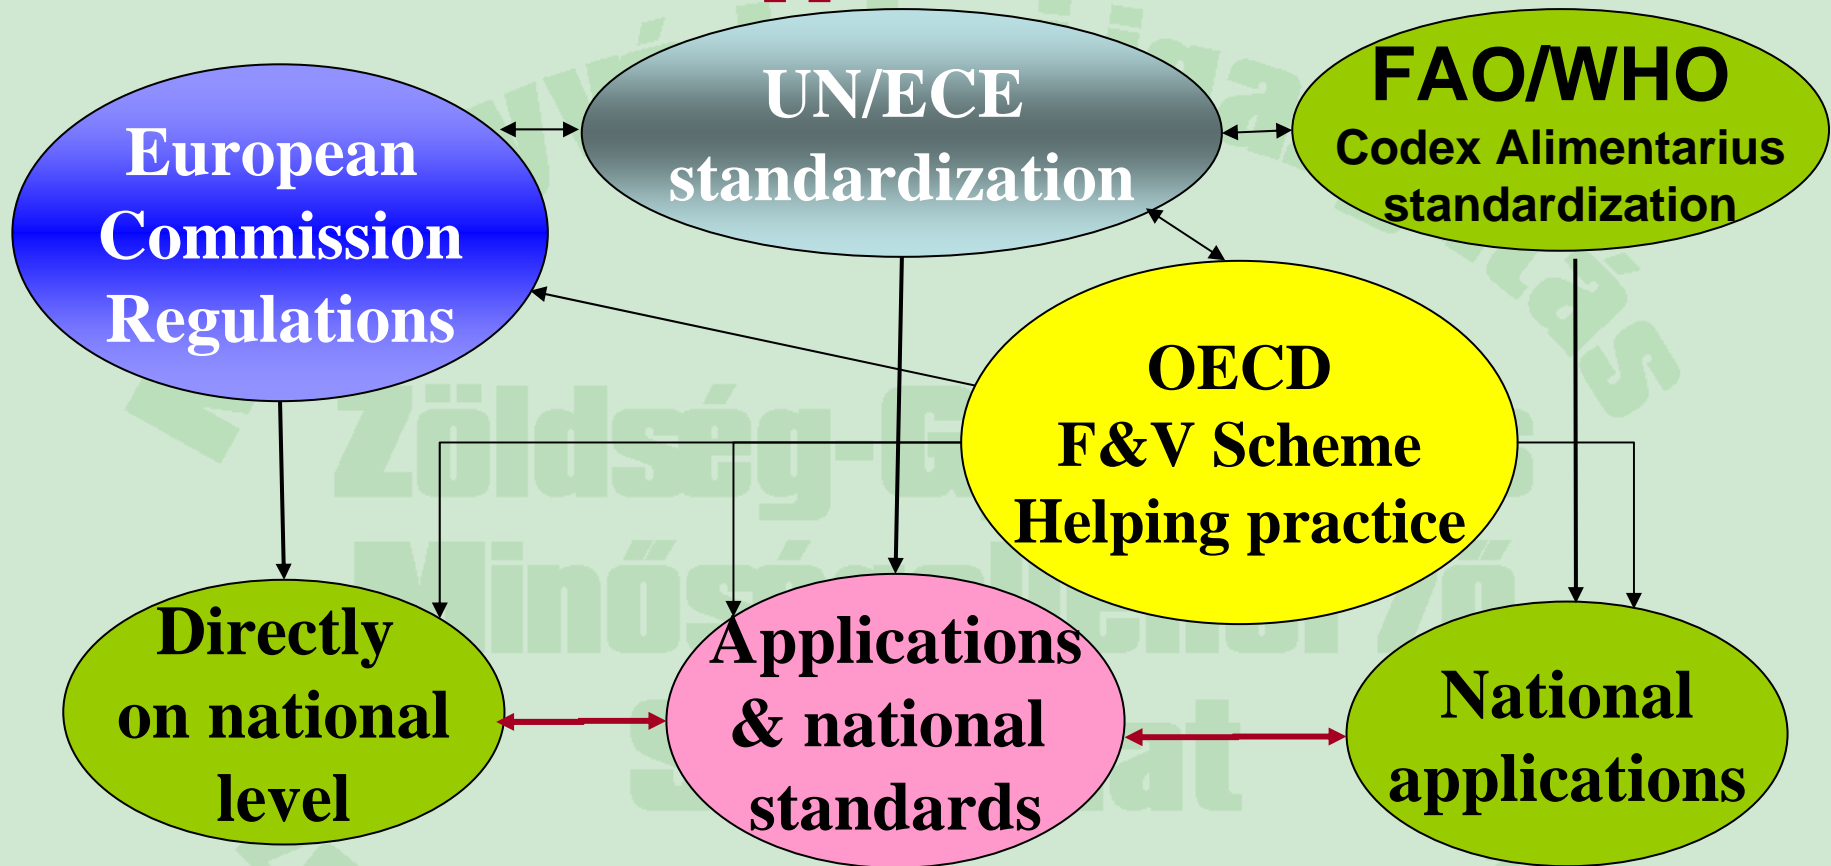 European
Commission
Regulations
UN/ECE
standardization
FAO/WHO
Codex Alimentarius
standardization
OECD
F&V Scheme
Helping practice
Directly
on national
level
Applications
& national
standards
National
applications